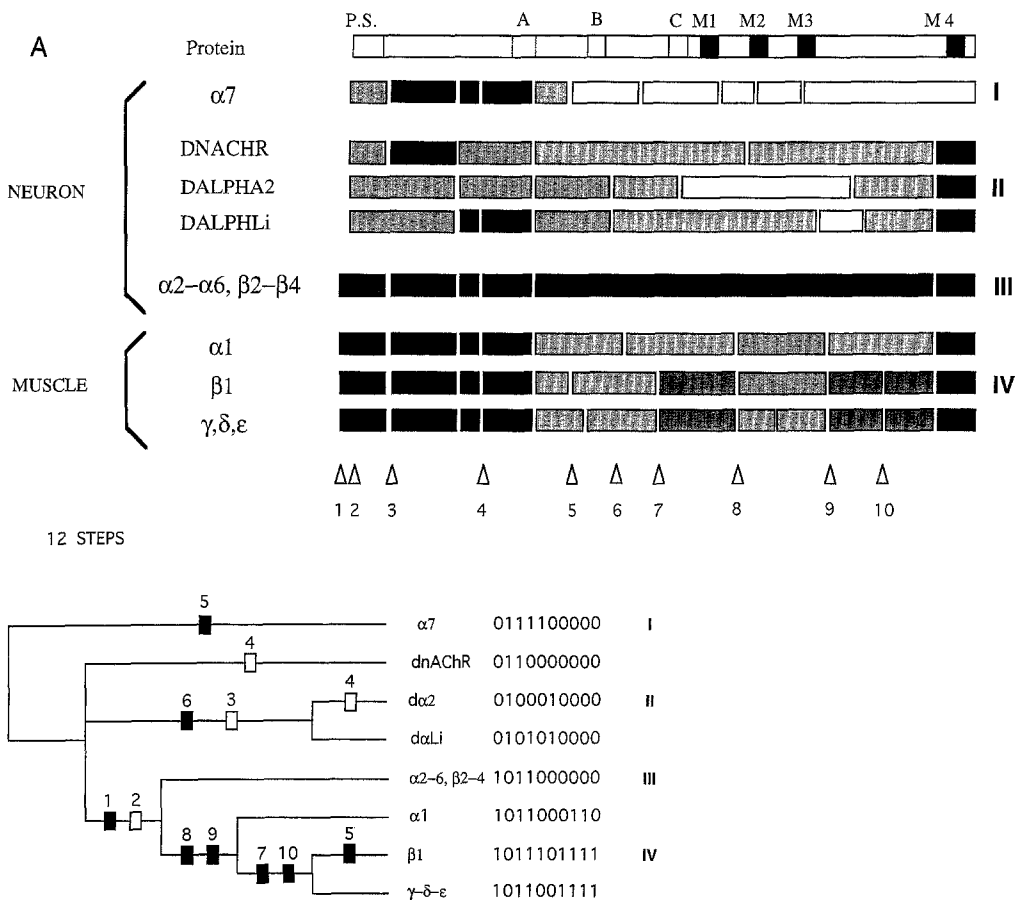 P.S. A B C M1 M2 M3 M 4
A Protein
α7 I
DNACHR
NEURON DALPHA2 II
DALPHLi
α2–α6, β2–β4 III
α1
MUSCLE β1 IV
γ,δ,ε
1 2 3 4 5 6 7 8 9 10
12 STEPS
5
α7 0111100000 I
4
dnAChR 0110000000
6 3 4
dα2 0100010000 II
dαLi 0101010000
α2-6, β2-4 1011000000 III
1 2
α1 1011000110
8 9 5
β1 1011101111 IV
7 10
γ-δ-ε 1011001111